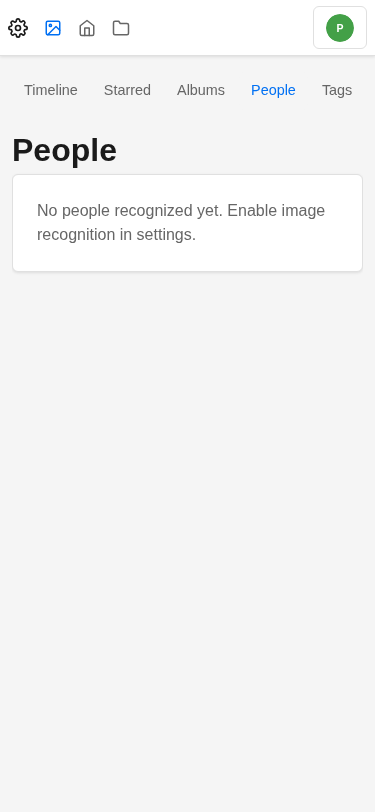 P
Timeline Starred Albums People Tags
People
No people recognized yet. Enable image
recognition in settings.